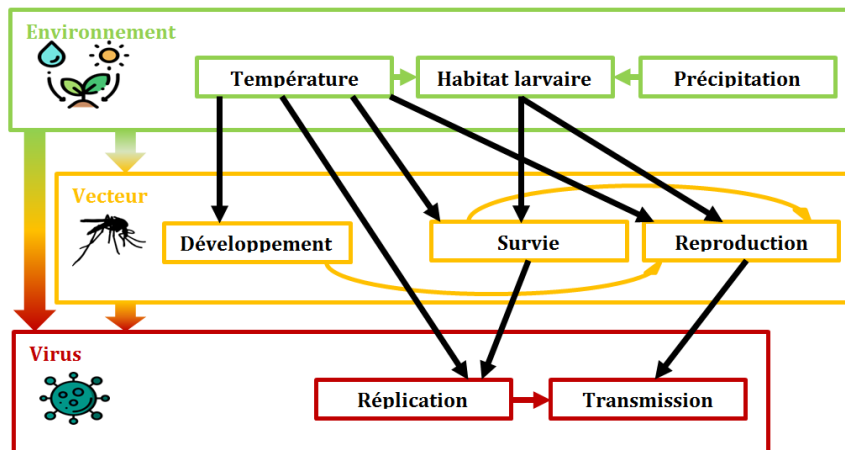 Environnement
Température
Habitat larvaire
Précipitation
Vecteur
Développement
Survie
Reproduction
Virus
Réplication
Transmission